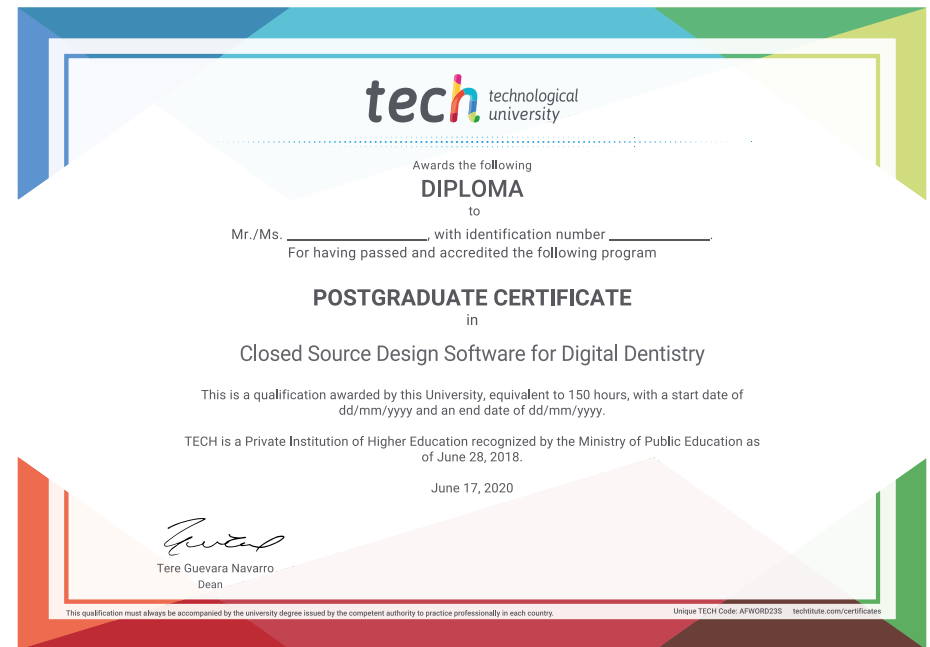 tech technological
university
Awards the following
DIPLOMA
to
Mr./Ms. ____________________, with identification number ______________.
For having passed and accredited the following program
POSTGRADUATE CERTIFICATE
in
Closed Source Design Software for Digital Dentistry
This is a qualification awarded by this University, equivalent to 150 hours, with a start date of
dd/mm/yyyy and an end date of dd/mm/yyyy.
TECH is a Private Institution of Higher Education recognized by the Ministry of Public Education as
of June 28, 2018.
June 17, 2020
Tere Guevara Navarro
Dean
This qualification must always be accompanied by the university degree issued by the competent authority to practice professionally in each country.
Unique TECH Code: AFWORD23S techtitute.com/certificates